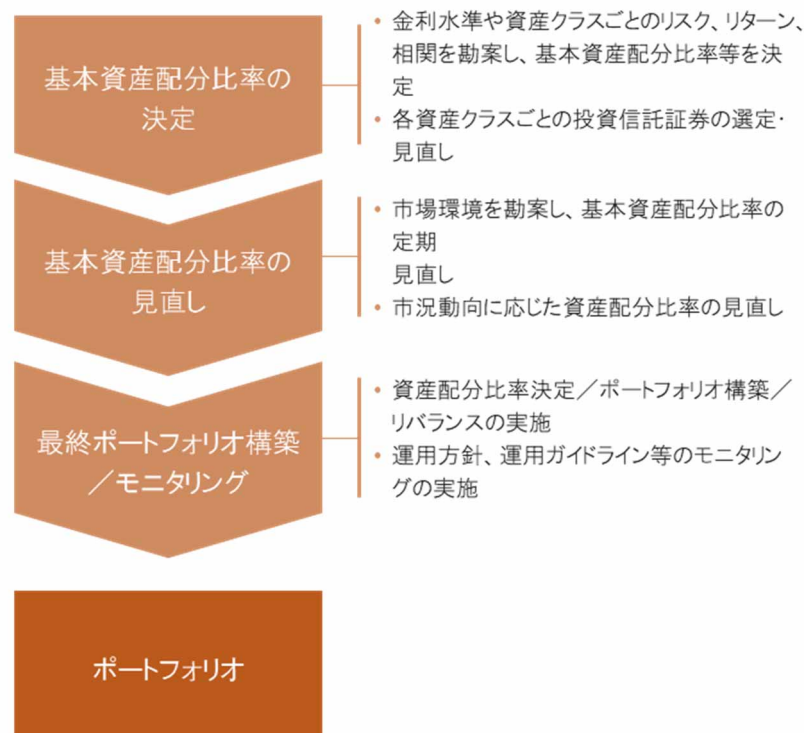 基本資産配分比率の
決定
• 金利水準や資産クラスごとのリスク、リターン、
相関を勘案し、基本資産配分比率等を決
定
• 各資産クラスごとの投資信託証券の選定・
見直し
基本資産配分比率の
見直し
• 市場環境を勘案し、基本資産配分比率の
定期
見直し
• 市況動向に応じた資産配分比率の見直し
最終ポートフォリオ構築
／モニタリング
• 資産配分比率決定／ポートフォリオ構築／
リバランスの実施
• 運用方針、運用ガイドライン等のモニタリン
グの実施
ポートフォリオ